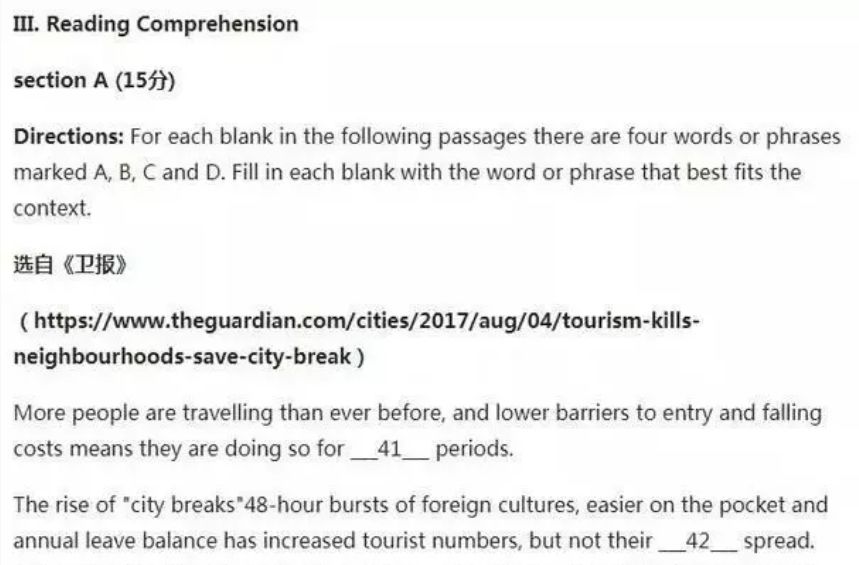 III. Reading Comprehension
section A (15分)
Directions: For each blank in the following passages there are four words or phrases
marked A, B, C and D. Fill in each blank with the word or phrase that best fits the
context.
选自《卫报》
（https://www.theguardian.com/cities/2017/aug/04/tourism-kills-
neighbourhoods-save-city-break）
More people are travelling than ever before, and lower barriers to entry and falling
costs means they are doing so for __41__ periods.
The rise of "city breaks"48-hour bursts of foreign cultures, easier on the pocket and
annual leave balance has increased tourist numbers, but not their __42__ spread.